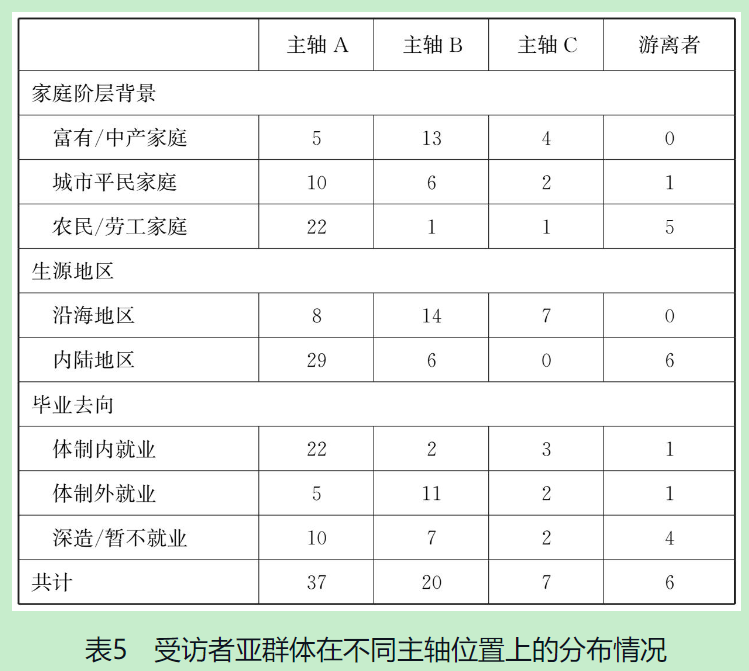 主轴 A 主轴 B 主轴 C 游离者
家庭阶层背景
富有/中产家庭 5 13 4 0
城市平民家庭 10 6 2 1
农民/劳工家庭 22 1 1 5
生源地区
沿海地区 8 14 7 0
内陆地区 29 6 0 6
毕业去向
体制内就业 22 2 3 1
体制外就业 5 11 2 1
深造/暂不就业 10 7 2 4
共计 37 20 7 6
表5 受访者亚群体在不同主轴位置上的分布情况